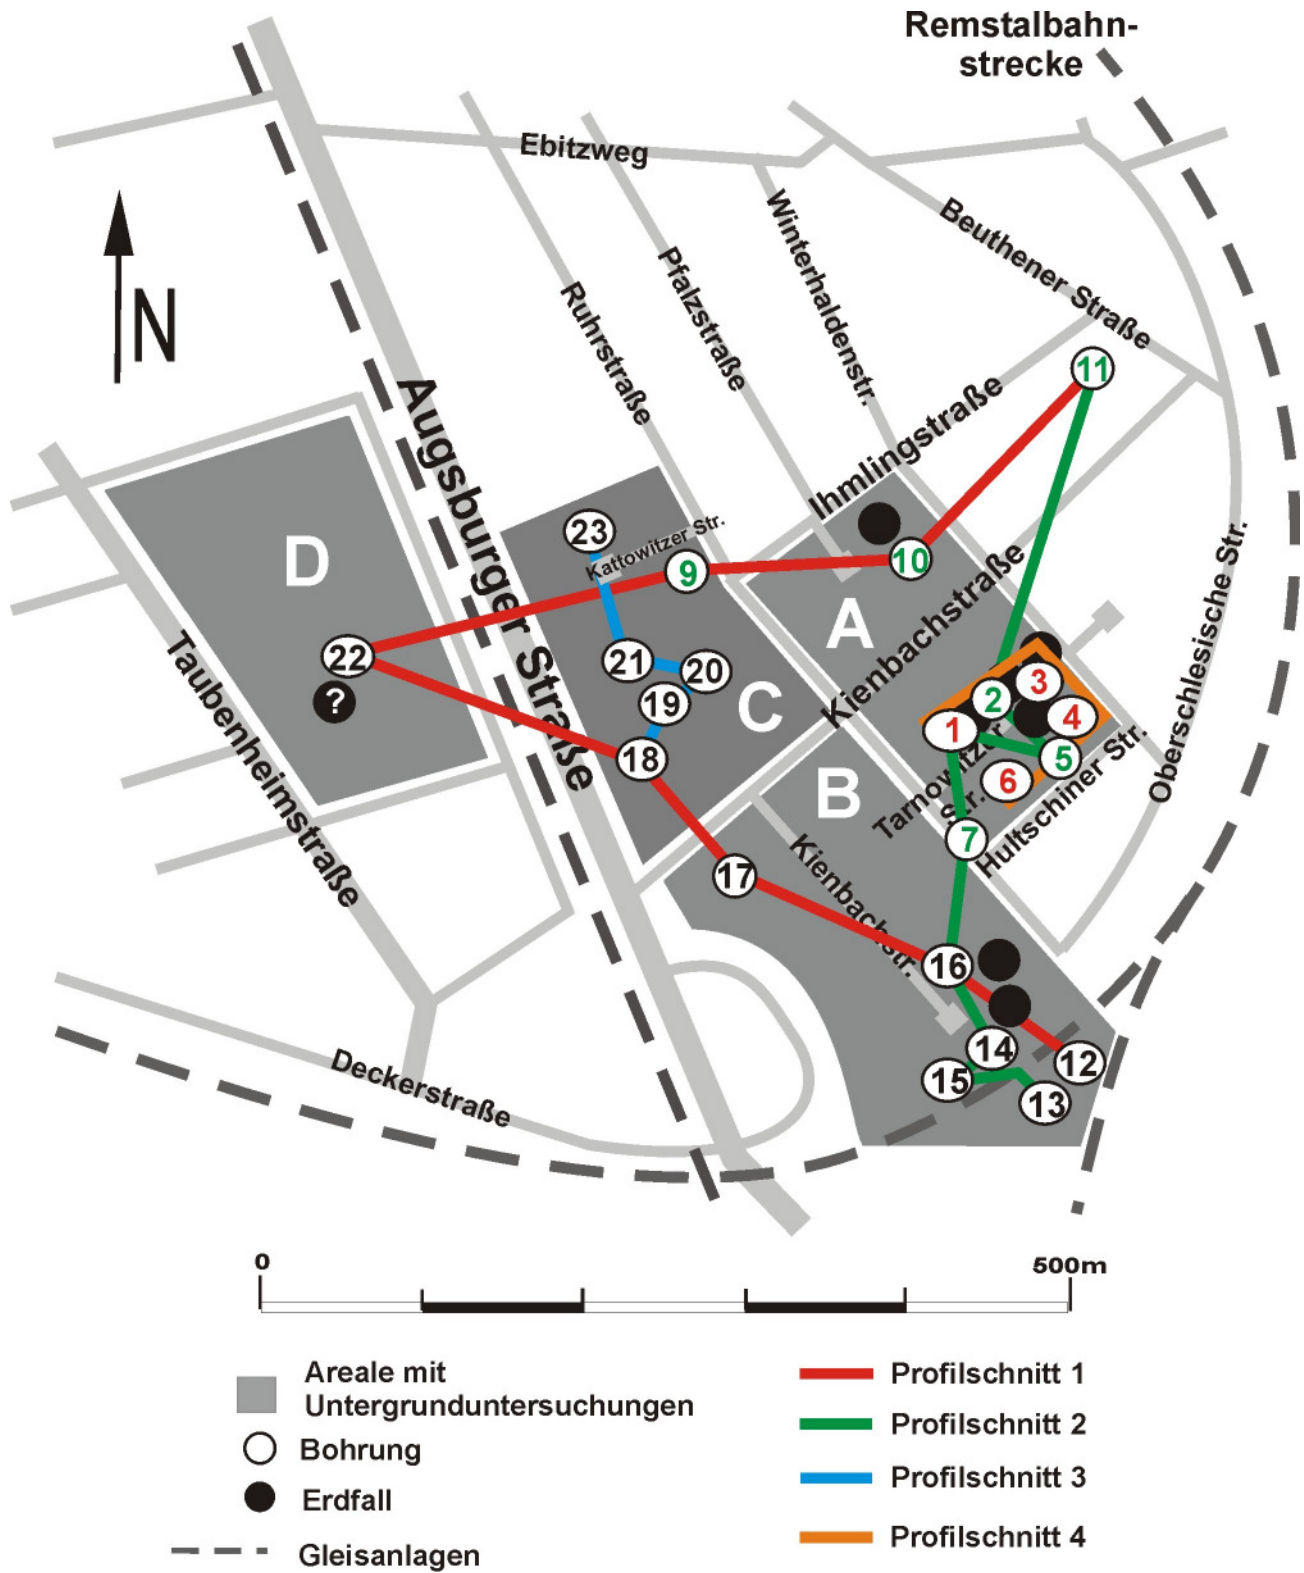 Remstalbahn-
strecke
Ebitzweg
Beuthener Straße
Winterhaldenstr.
Pfalzstraße
Ruhrstraße
N
11
Augsburger Straße
Ihmlingstraße
23
Kattowitzer Str.
9
10
D
A
Kienbachstraße
Oberschlesische Str.
22
?
21
20
19
18
C
Taubenheimstraße
3
2
4
1
5
6
Tarnowitzer
Str.
Hultschiner Str.
B
7
17
Kienbachstr.
16
14
12
15
13
Deckerstraße
0
500m
Areale mit
Untergrunduntersuchungen
Bohrung
Erdfall
Gleisanlagen
Profilschnitt 1
Profilschnitt 2
Profilschnitt 3
Profilschnitt 4